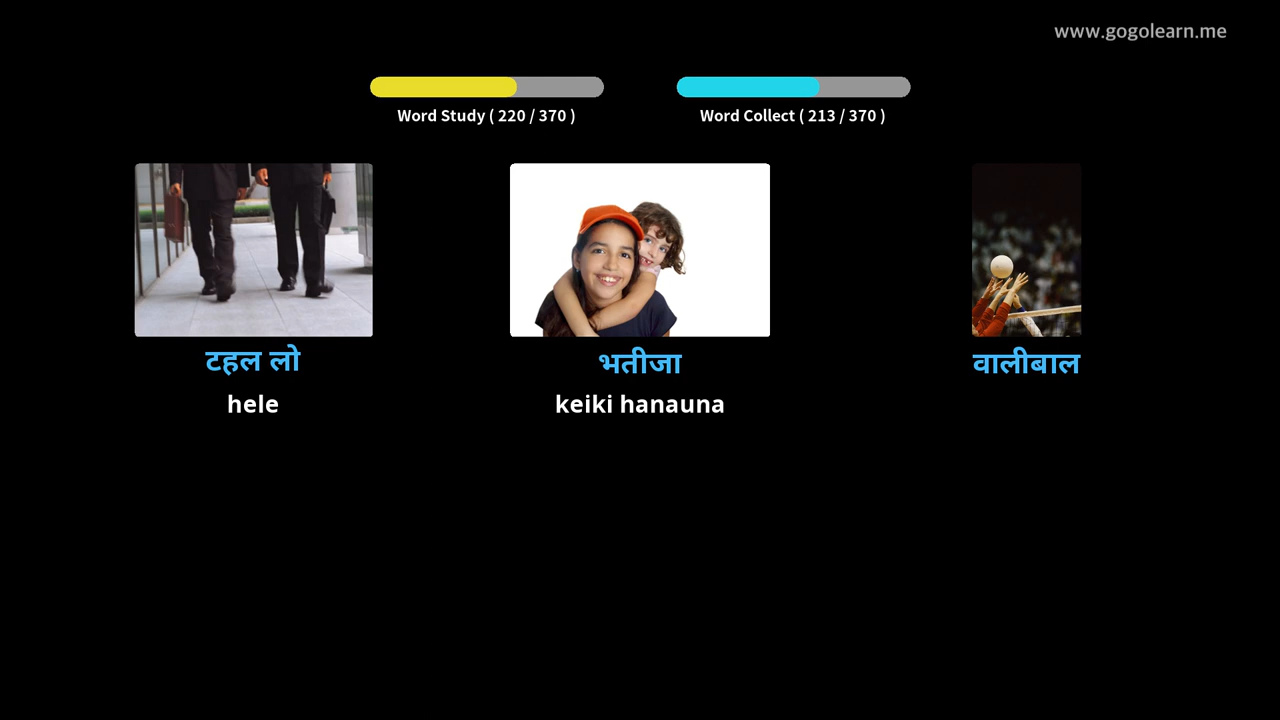 www.gogolearn.me
Word Study ( 220 / 370 )
Word Collect ( 213 / 370 )
टहल लो
भतीजा
वालीबाल
hele
keiki hanauna